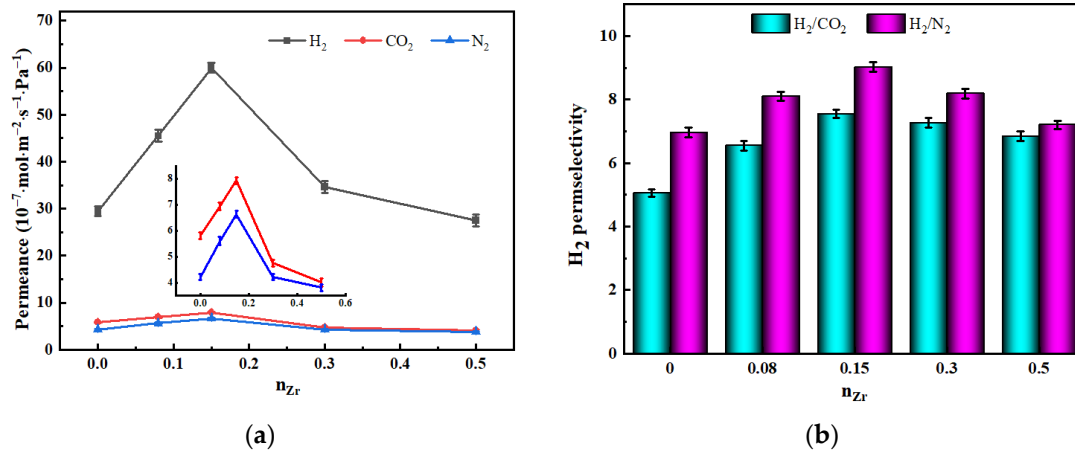 70
60
50
40
30
20
10
0
Permeance (10⁻⁷·mol·m⁻²·s⁻¹·Pa⁻¹)
H₂ CO₂ N₂
8
7
6
5
4
0.0 0.2 0.4 0.6
0.0 0.1 0.2 0.3 0.4 0.5
n_Zr
(a)
H₂/CO₂ H₂/N₂
10
8
6
4
2
0
H₂ permselectivity
0 0.08 0.15 0.3 0.5
n_Zr
(b)